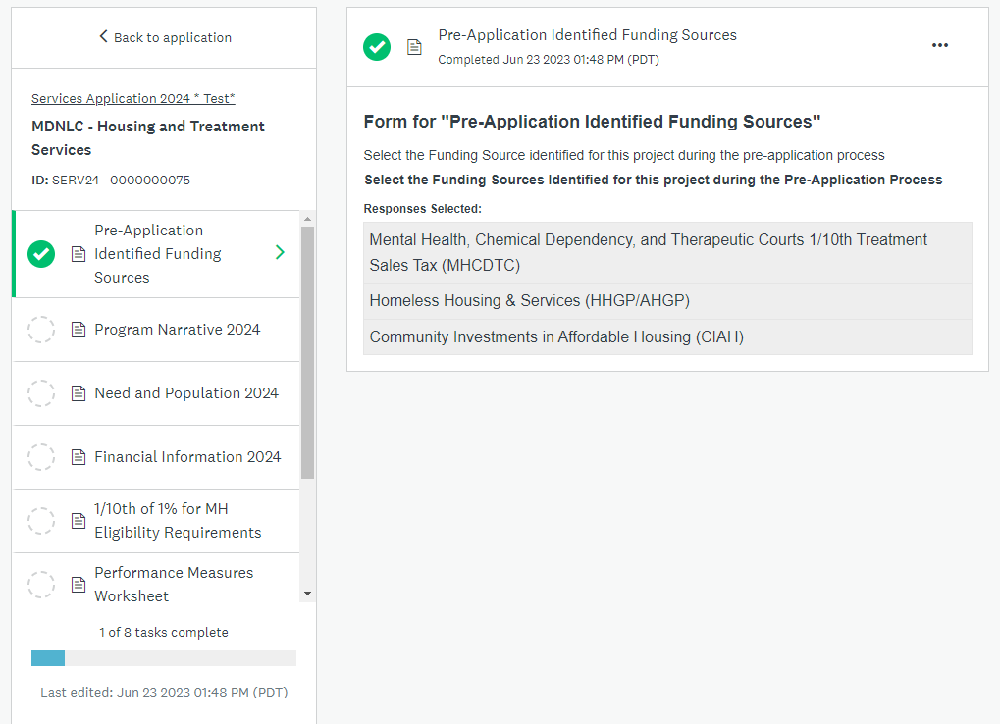 Back to application
Services Application 2024 * Test*
MDNLC - Housing and Treatment
Services
ID: SERV24--0000000075
Pre-Application
Identified Funding
Sources
Program Narrative 2024
Need and Population 2024
Financial Information 2024
1/10th of 1% for MH
Eligibility Requirements
Performance Measures
Worksheet
1 of 8 tasks complete
Last edited: Jun 23 2023 01:48 PM (PDT)
Pre-Application Identified Funding Sources
Completed Jun 23 2023 01:48 PM (PDT)
Form for "Pre-Application Identified Funding Sources"
Select the Funding Source identified for this project during the pre-application process
Select the Funding Sources Identified for this project during the Pre-Application Process
Responses Selected:
Mental Health, Chemical Dependency, and Therapeutic Courts 1/10th Treatment
Sales Tax (MHCDTC)
Homeless Housing & Services (HHGP/AHGP)
Community Investments in Affordable Housing (CIAH)